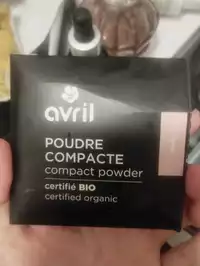 avril
POUDRE
COMPACTE
compact powder
certifié BIO
certified organic